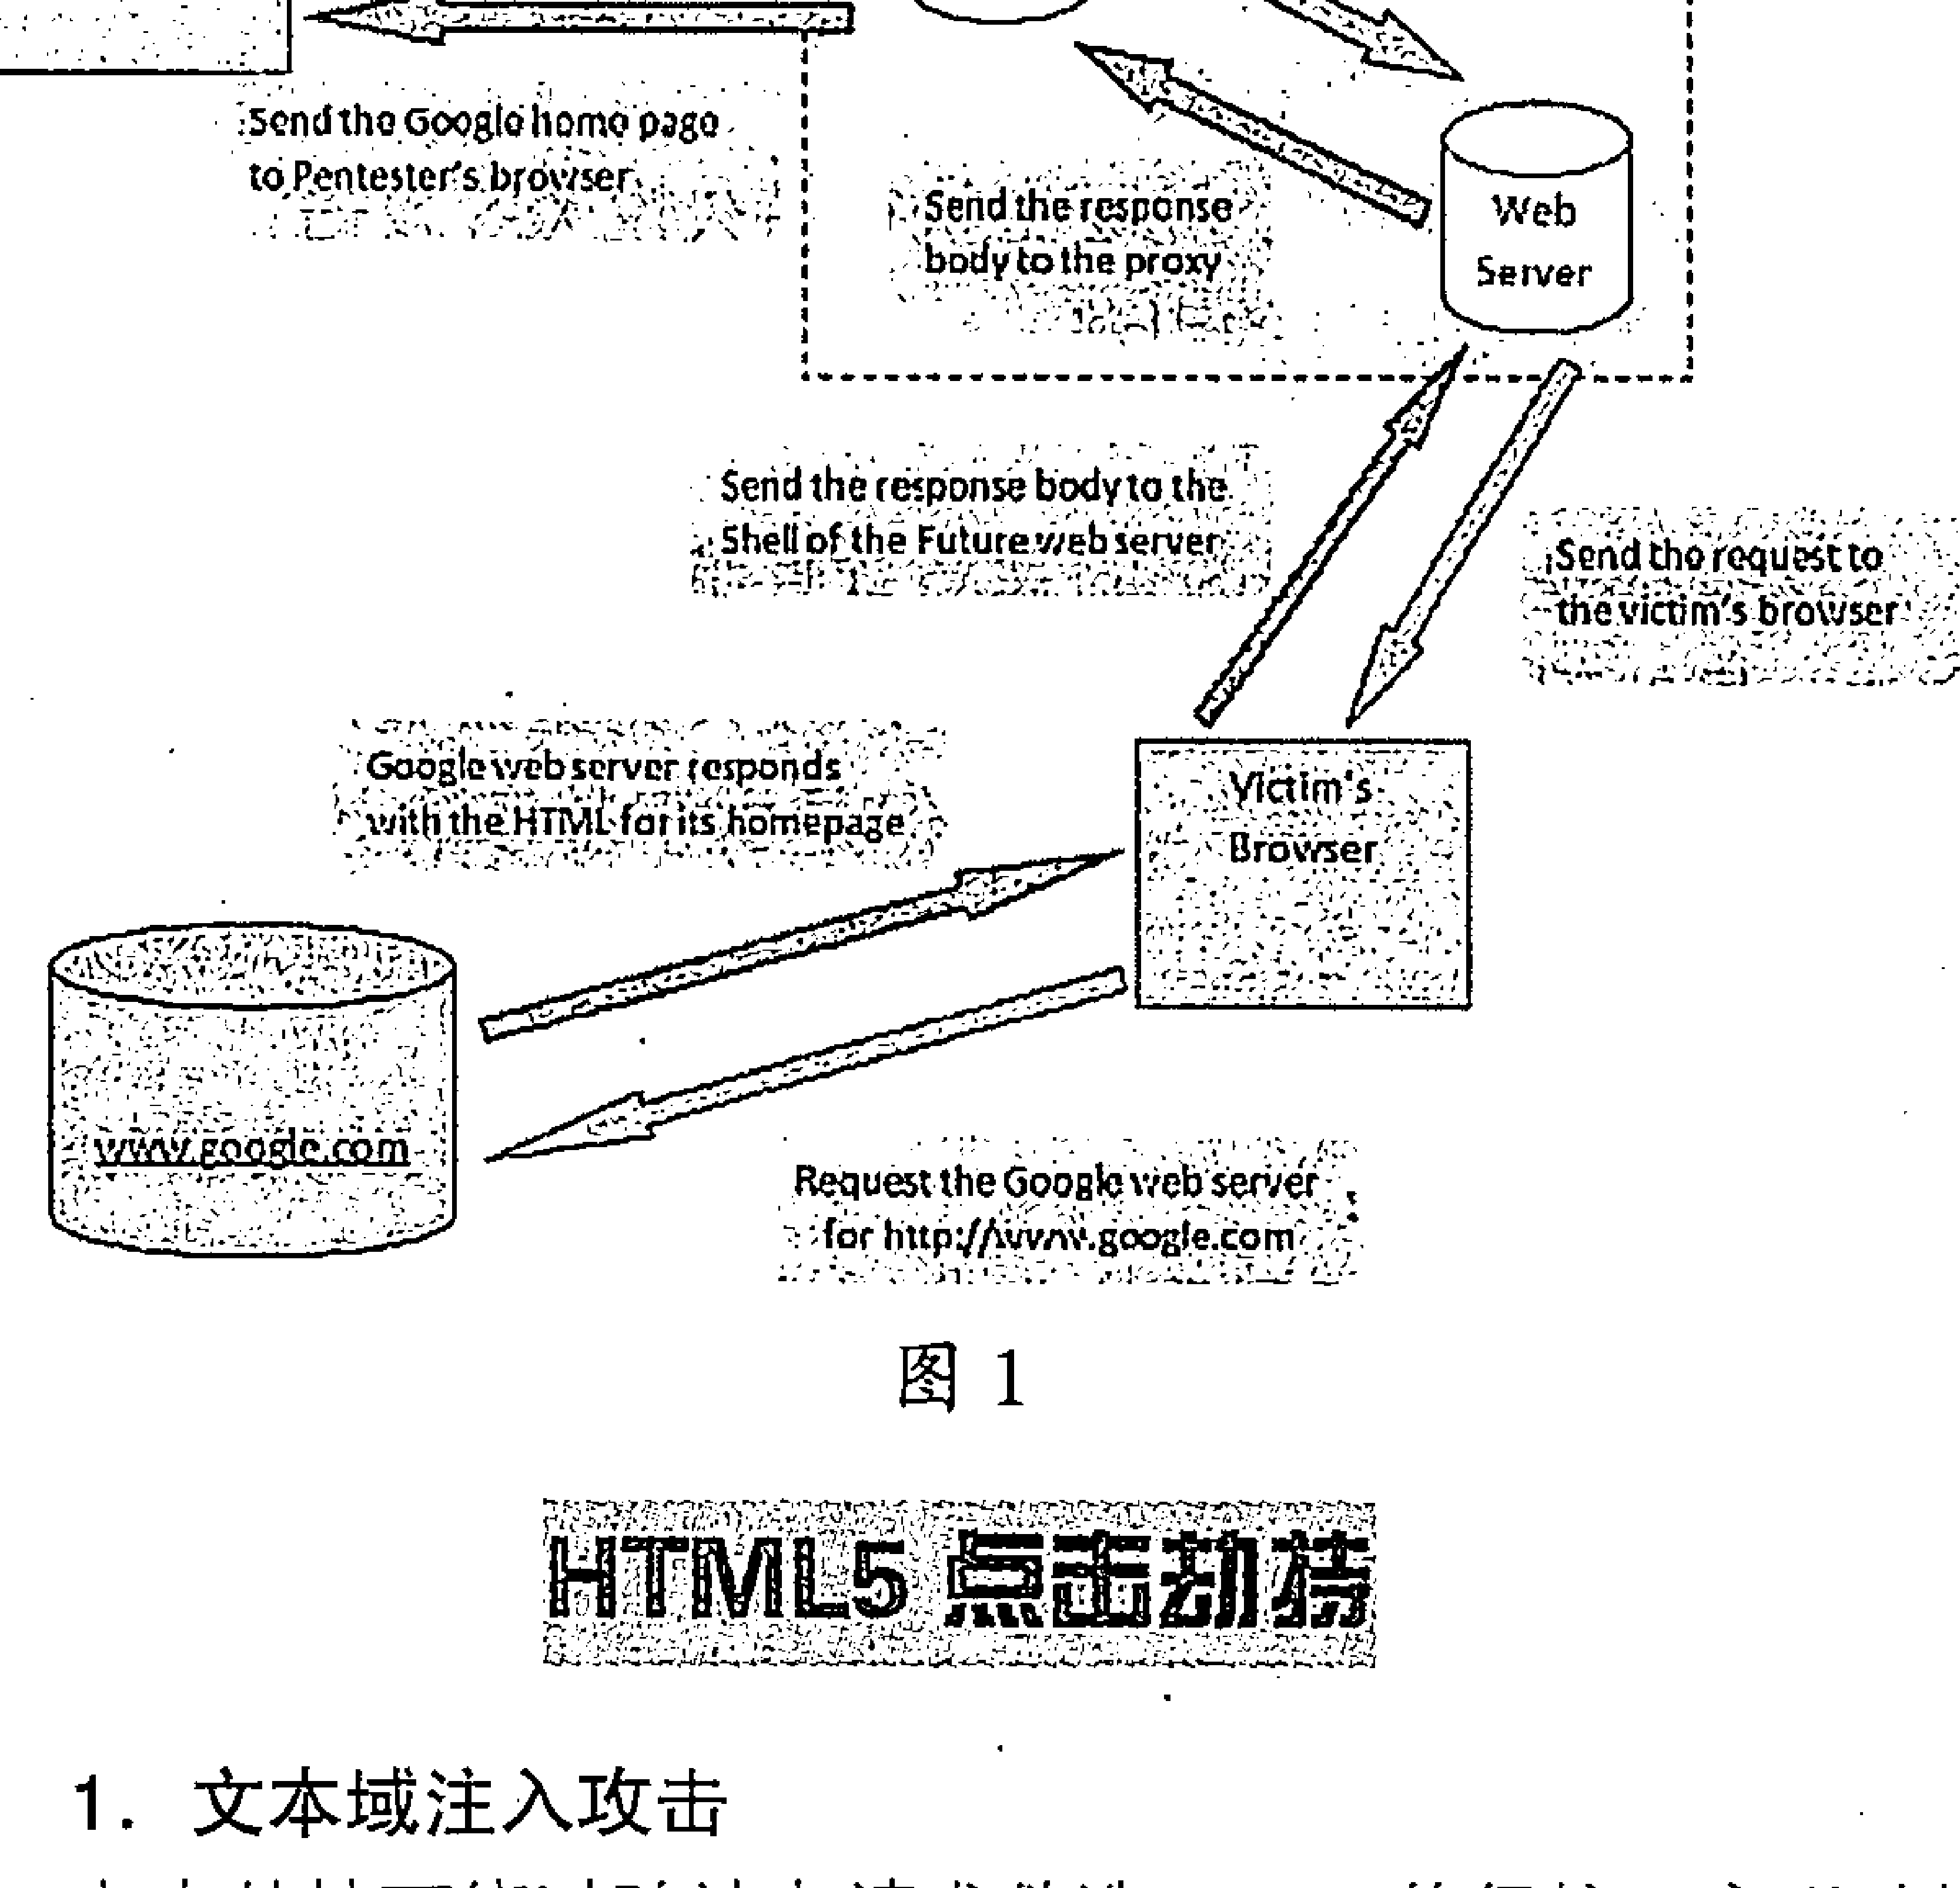 Send the Google home page
to Pentester's browser
Send the response
body to the proxy
Web
Server
Send the response body to the
Shell of the Future web server
Send the request to
the victim's browser
Google web server responds
with the HTML for its homepage
Victim's
Browser
www.google.com
Request the Google web server
for http://www.google.com
图 1
HTML5 点击劫持
1. 文本域注入攻击